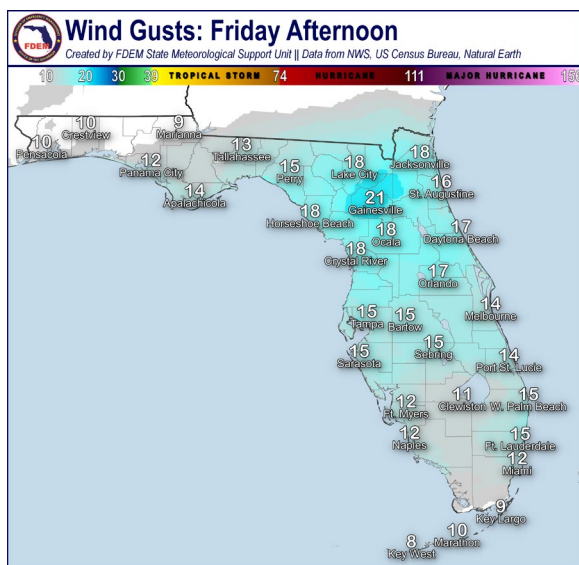 Wind Gusts: Friday Afternoon
Created by FDEM State Meteorological Support Unit || Data from NWS, US Census Bureau, Natural Earth
FDEM
10 20 30 39 TROPICAL STORM 74 HURRICANE 111 MAJOR HURRICANE 150
10
Crestview
9
Marianna
10
Pensacola
12
Panama City
13
Tallahassee
14
Apalachicola
15
Perry
18
Lake City
18
Jacksonville
16
St. Augustine
21
Gainesville
18
Horseshoe Beach
18
Ocala
17
Daytona Beach
18
Crystal River
17
Orlando
14
Melbourne
15
Tampa
15
Bartow
15
Sarasota
15
Sebring
14
Port St. Lucie
12
Ft. Myers
11
Clewiston
15
W. Palm Beach
12
Naples
15
Ft. Lauderdale
12
Miami
9
Key Largo
10
Marathon
8
Key West